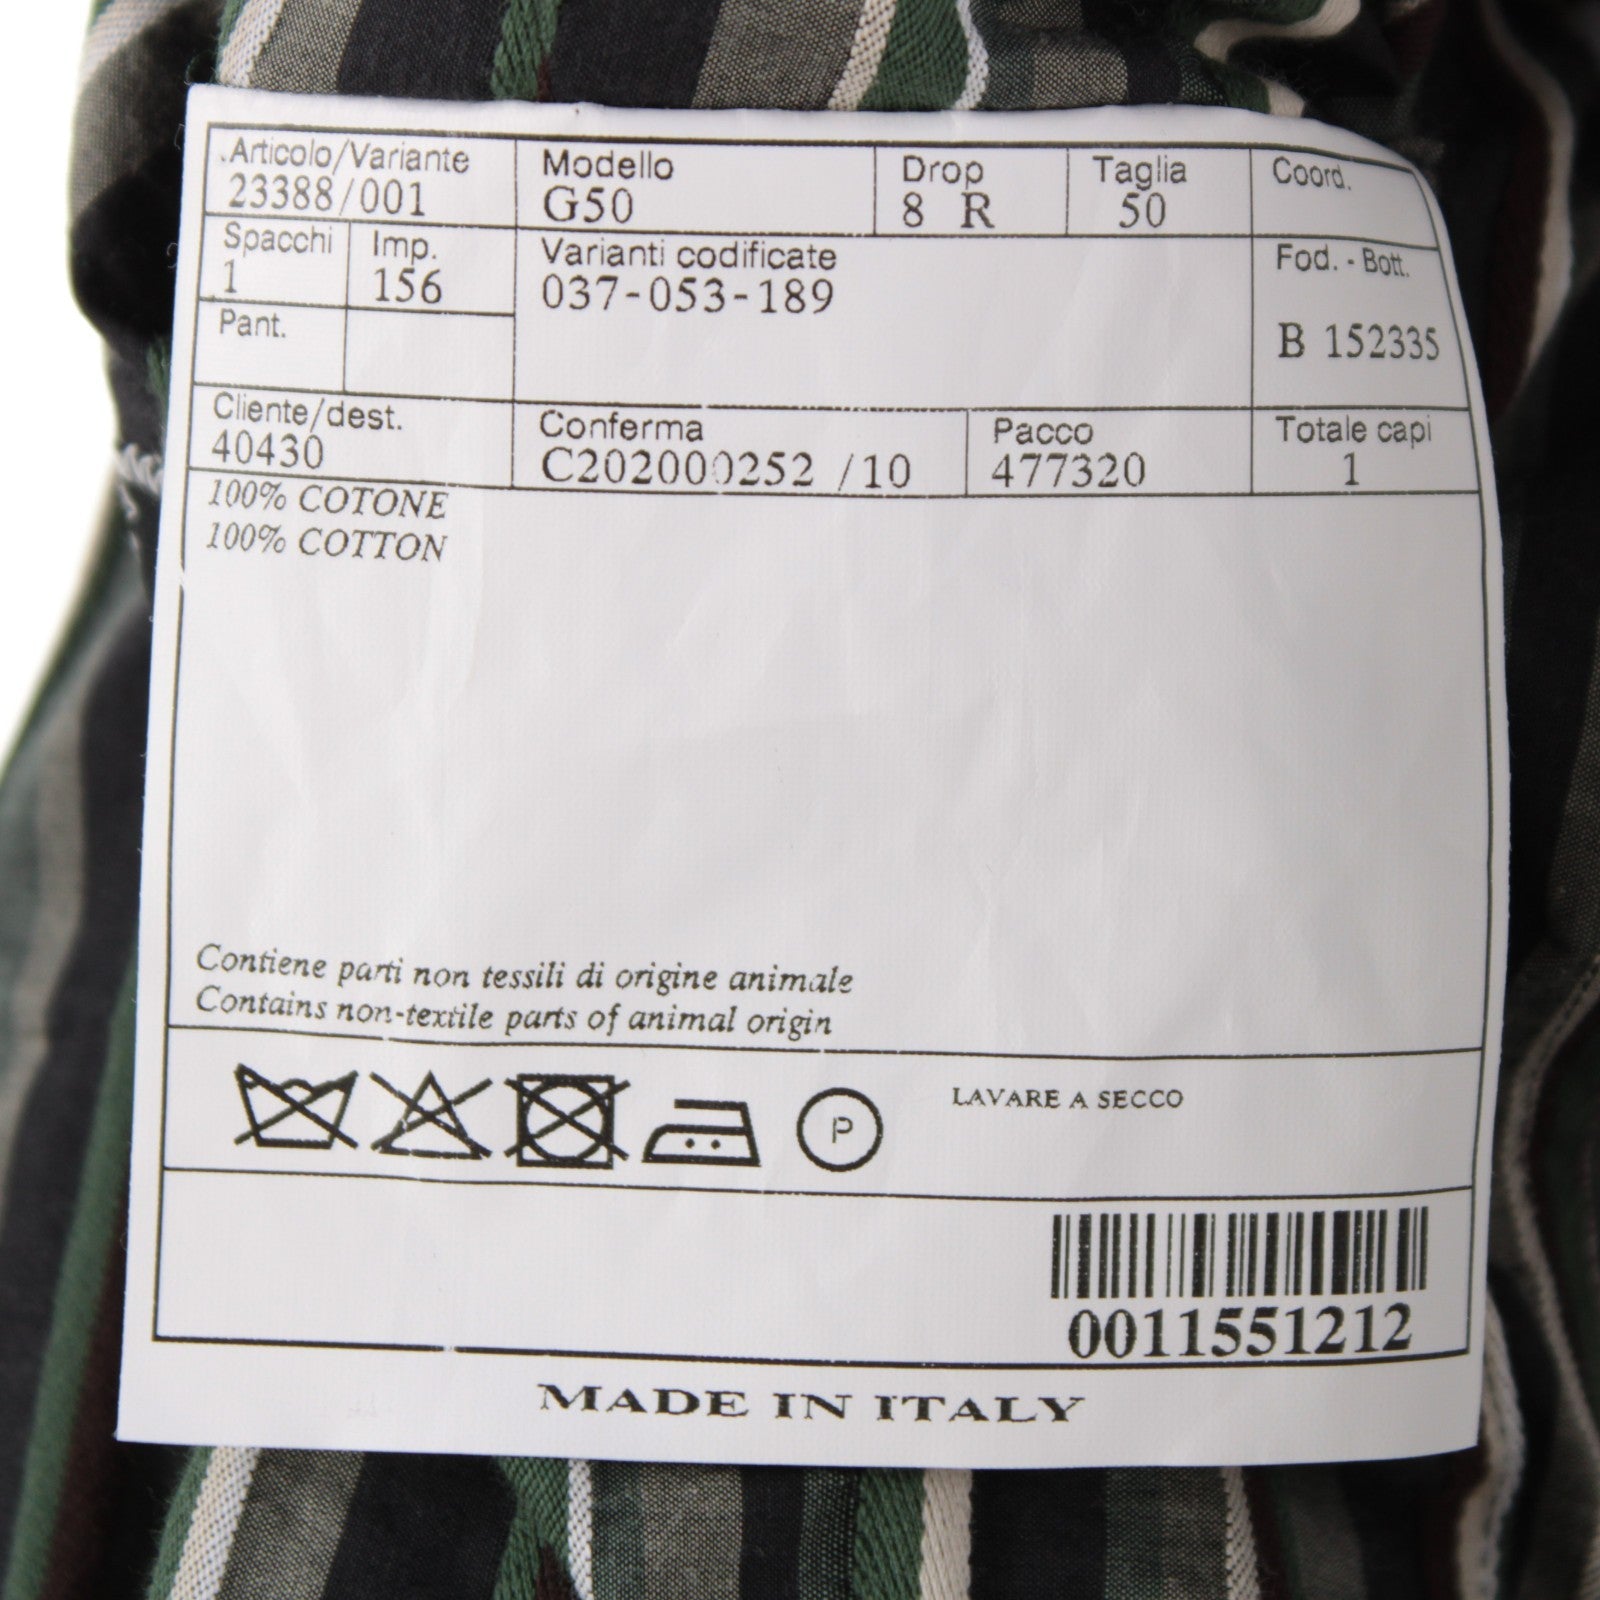 Articolo/Variante Modello Drop Taglia Coord.
23388/001 G50 8 R 50
Spacchi Imp. Varianti codificate Fod. - Bott.
1 156 037-053-189
Pant. B 152335
Cliente/dest. Conferma Pacco Totale capi
40430 C202000252 /10 477320 1
100% COTONE
100% COTTON
Contiene parti non tessili di origine animale
Contains non-textile parts of animal origin
P LAVARE A SECCO
0011551212
MADE IN ITALY